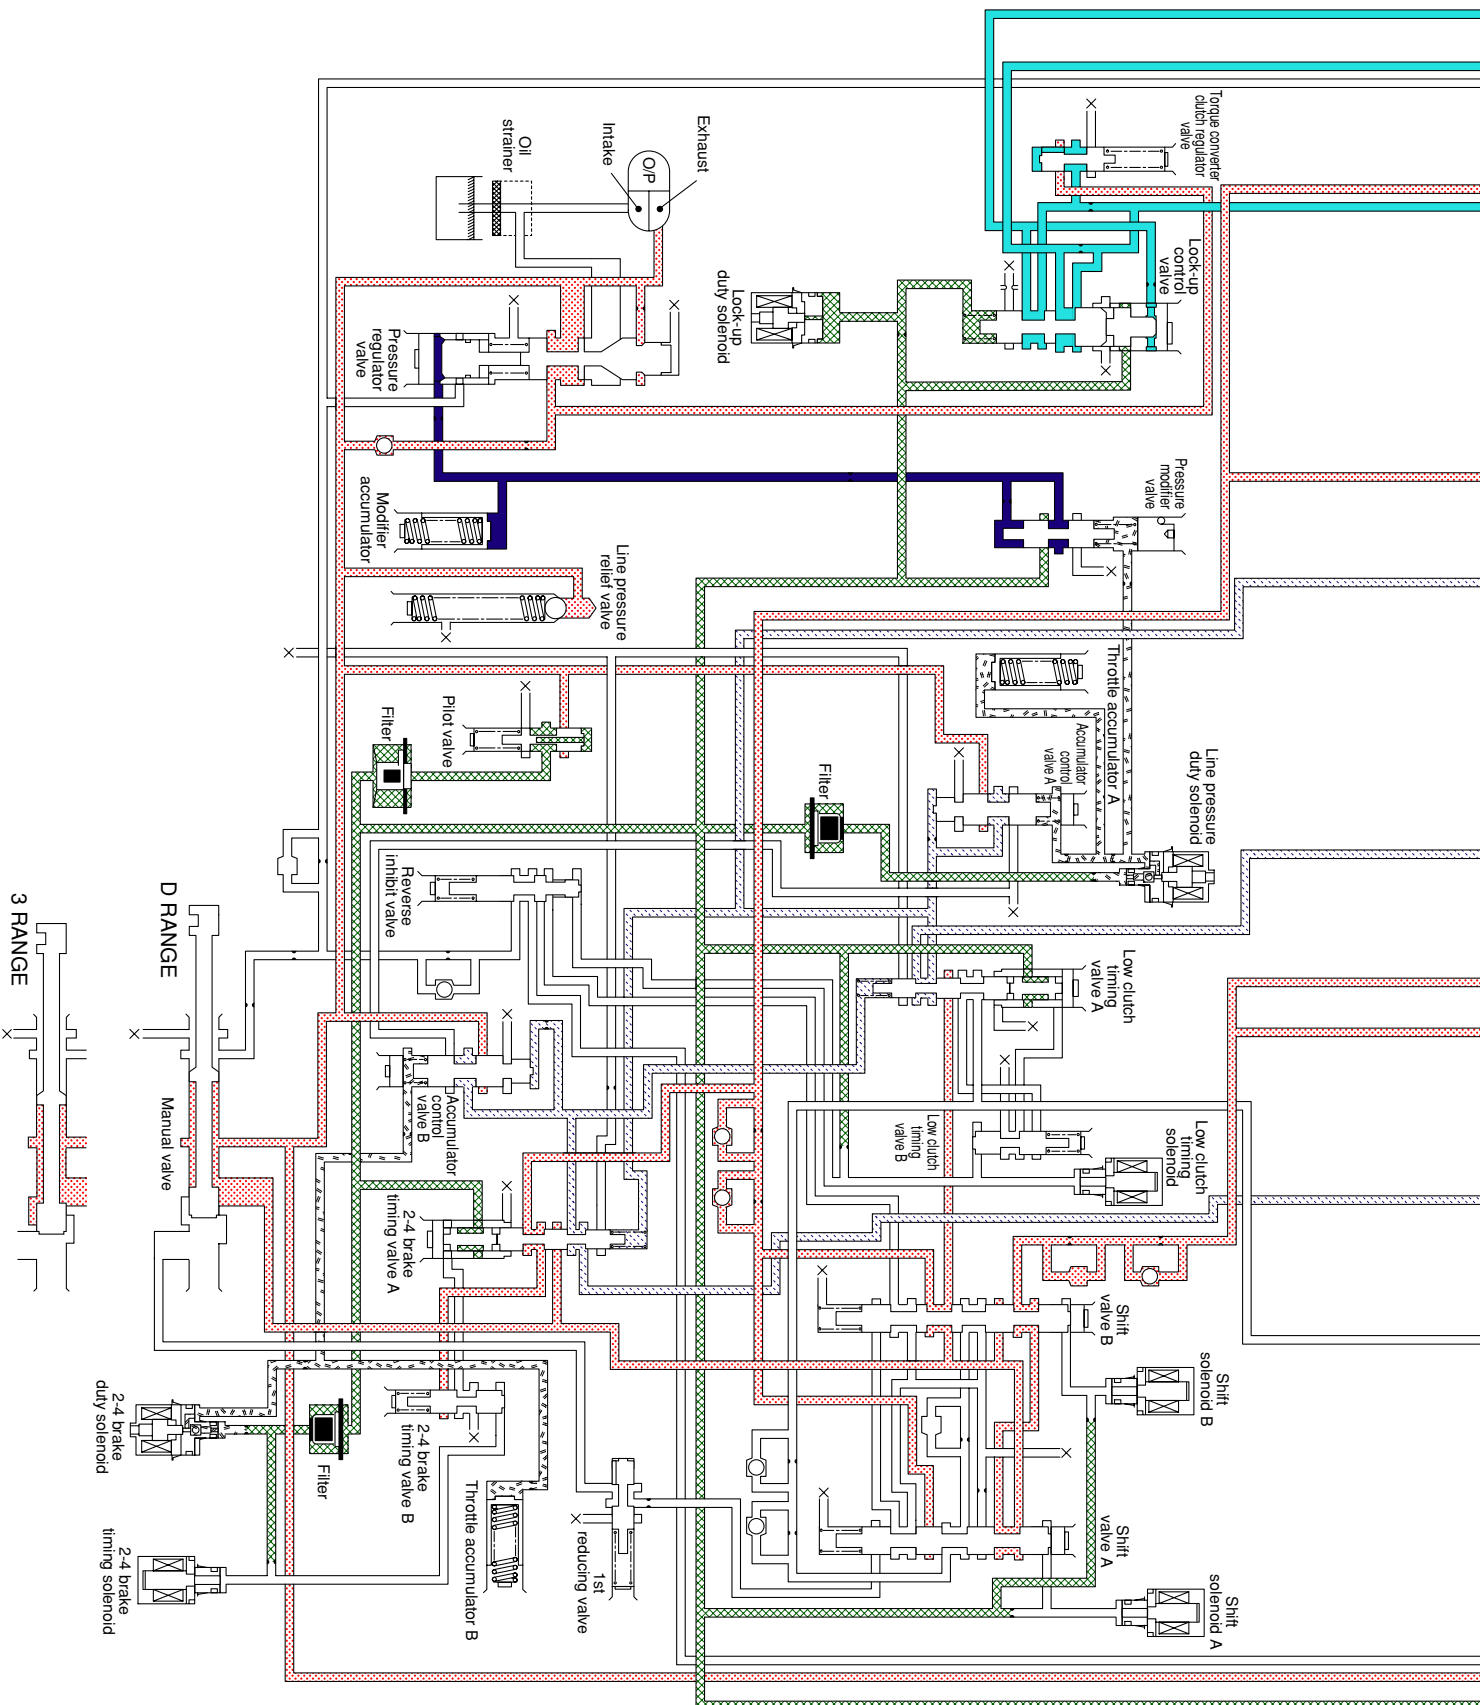 Torque converter
clutch regulator
valve
Exhaust
Intake
Oil
strainer
O/P
Lock-up
control
valve
Lock-up
duty solenoid
Pressure
regulator
valve
Pressure
modifier
valve
Modifier
accumulator
Line pressure
relief valve
Throttle accumulator A
Pilot valve
Filter
Accumulator
control
valve A
Line pressure
duty solenoid
Filter
Reverse
inhibit valve
3 RANGE
D RANGE
Low clutch
timing
valve A
Manual valve
Accumulator
control
valve B
Low clutch
timing
valve B
Low clutch
timing
solenoid
2-4 brake
timing valve A
Shift
valve B
Shift
solenoid B
2-4 brake
duty solenoid
Filter
2-4 brake
timing valve B
Throttle accumulator B
1st
reducing valve
Shift
valve A
Shift
solenoid A
2-4 brake
timing solenoid